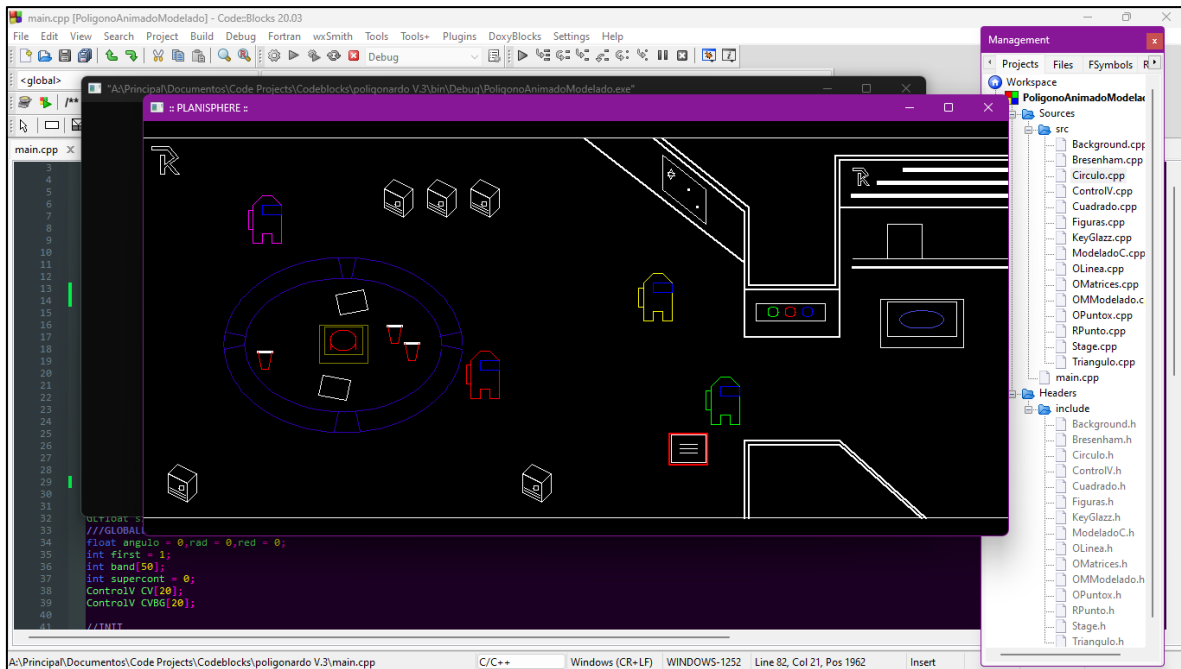 main.cpp [PoligonoAnimadoModelado] - Code::Blocks 20.03
File Edit View Search Project Build Debug Fortran wxSmith Tools Tools+ Plugins DoxyBlocks Settings Help
Debug
<global>
/**
main.cpp
"A:\Principal\Documentos\Code Projects\Codeblocks\poligonardo V.3\bin\Debug\PoligonoAnimadoModelado.exe"
:: PLANISPHERE ::
R
R
3
4
5
6
7
8
9
10
11
12
13
14
15
16
17
18
19
20
21
22
23
24
25
26
27
28
29
30
31
32
33 ///GLOBAL
34 float angulo = 0,rad = 0,red = 0;
35 int first = 1;
36 int band[50];
37 int supercont = 0;
38 ControlV CV[20];
39 ControlV CVBG[20];
40
41 //INIT
Management
Projects Files FSymbols
Workspace
PoligonoAnimadoModelac
Sources
src
Background.cpp
Bresenham.cpp
Circulo.cpp
ControlV.cpp
Cuadrado.cpp
Figuras.cpp
KeyGlazz.cpp
ModeladoC.cpp
OLinea.cpp
OMatrices.cpp
OMModelado.c
OPuntox.cpp
RPunto.cpp
Stage.cpp
Triangulo.cpp
main.cpp
Headers
include
Background.h
Bresenham.h
Circulo.h
ControlV.h
Cuadrado.h
Figuras.h
KeyGlazz.h
ModeladoC.h
OLinea.h
OMatrices.h
OMModelado.h
OPuntox.h
RPunto.h
Stage.h
Triangulo.h
A:\Principal\Documentos\Code Projects\Codeblocks\poligonardo V.3\main.cpp C/C++ Windows (CR+LF) WINDOWS-1252 Line 82, Col 21, Pos 1962 Insert